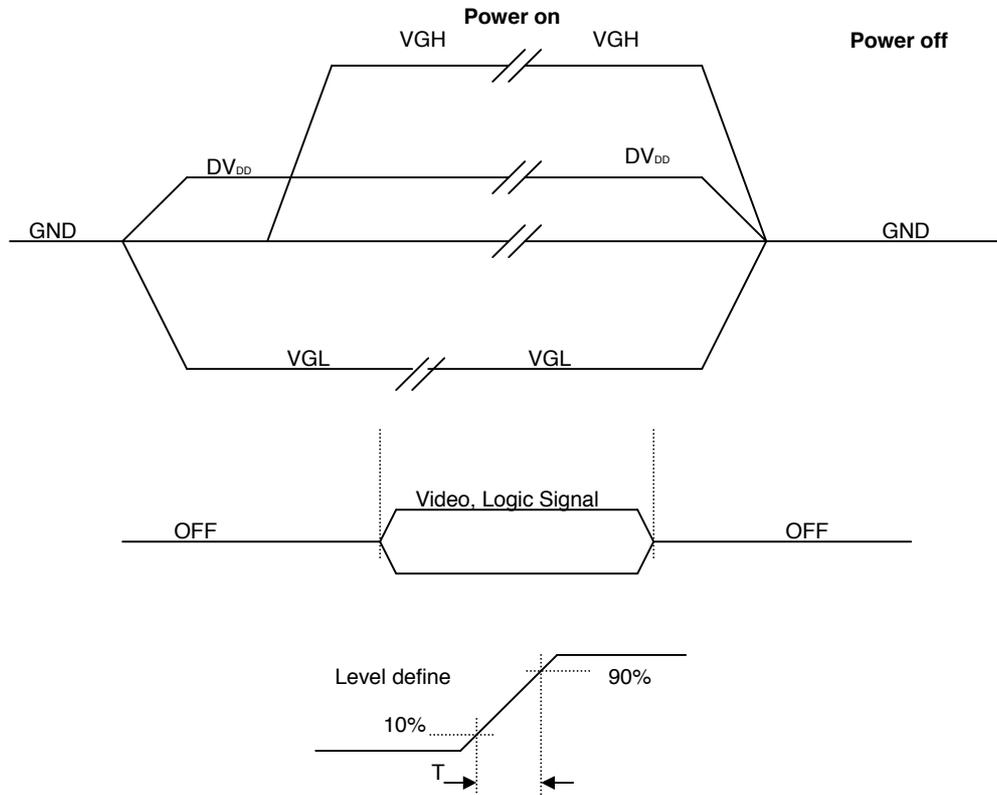 Power on
VGH
VGH
Power off
DVDD
DVDD
GND
GND
VGL
VGL
Video, Logic Signal
OFF
OFF
Level define
90%
10%
T